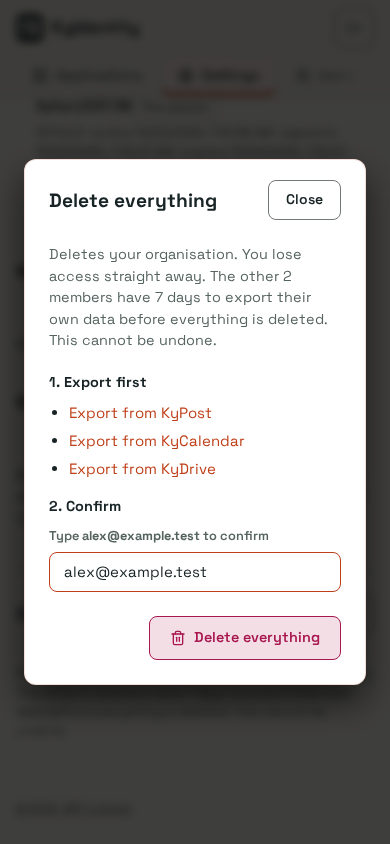 Delete everything
Close
Deletes your organisation. You lose
access straight away. The other 2
members have 7 days to export their
own data before everything is deleted.
This cannot be undone.
1. Export first
Export from KyPost
Export from KyCalendar
Export from KyDrive
2. Confirm
Type alex@example.test to confirm
alex@example.test
Delete everything